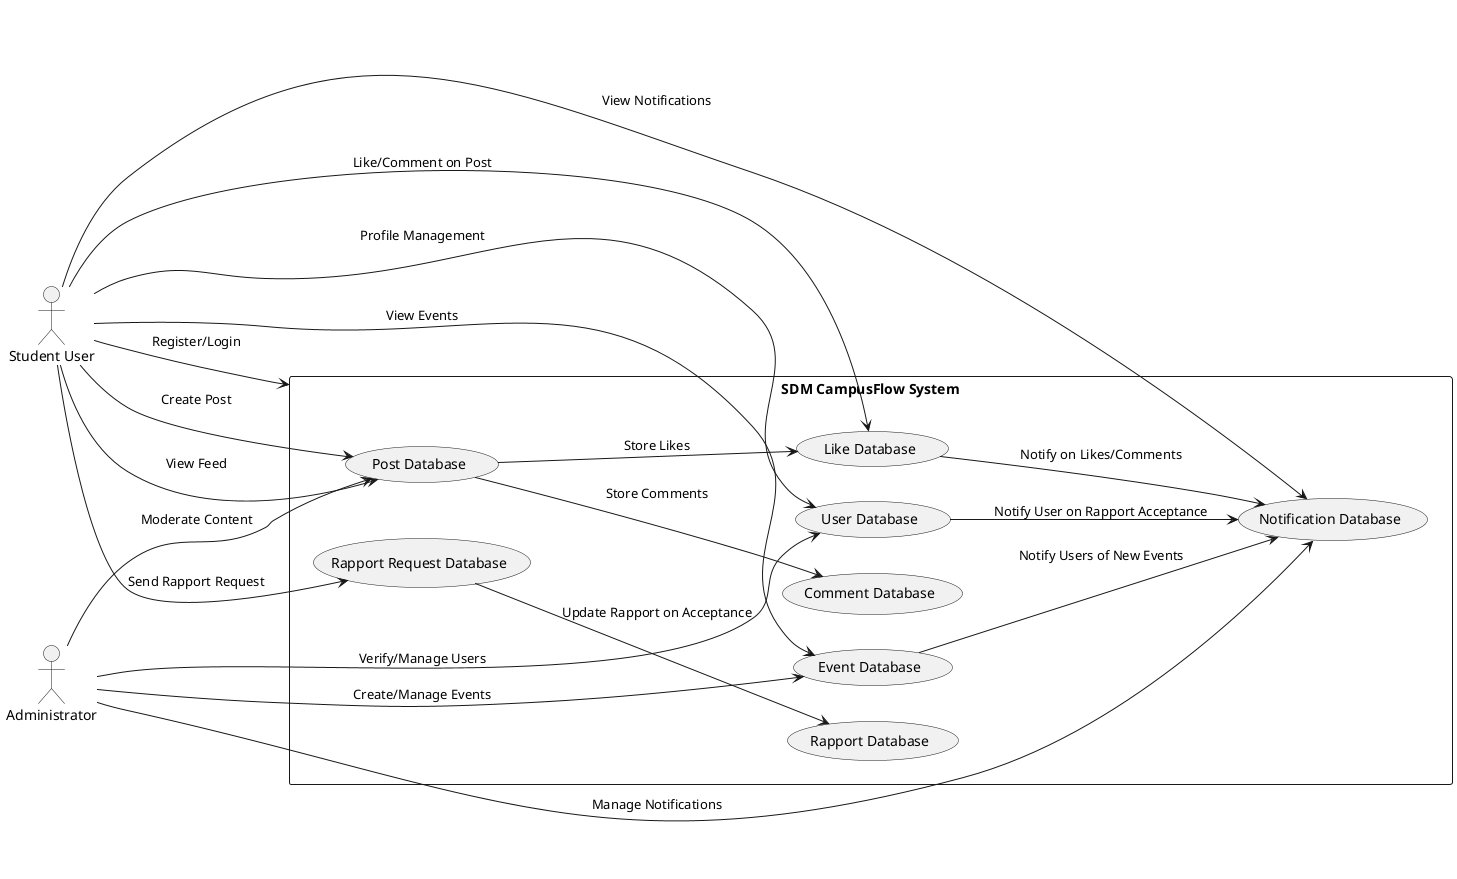 View Notifications
Like/Comment on Post
Profile Management
View Events
Register/Login
Student User
SDM CampusFlow System
Create Post
Store Likes
Like Database
Notify on Likes/Comments
Post Database
View Feed
Store Comments
Notify User on Rapport Acceptance
User Database
Notification Database
Moderate Content
Notify Users of New Events
Rapport Request Database
Send Rapport Request
Comment Database
Update Rapport on Acceptance
Verify/Manage Users
Event Database
Create/Manage Events
Administrator
Rapport Database
Manage Notifications